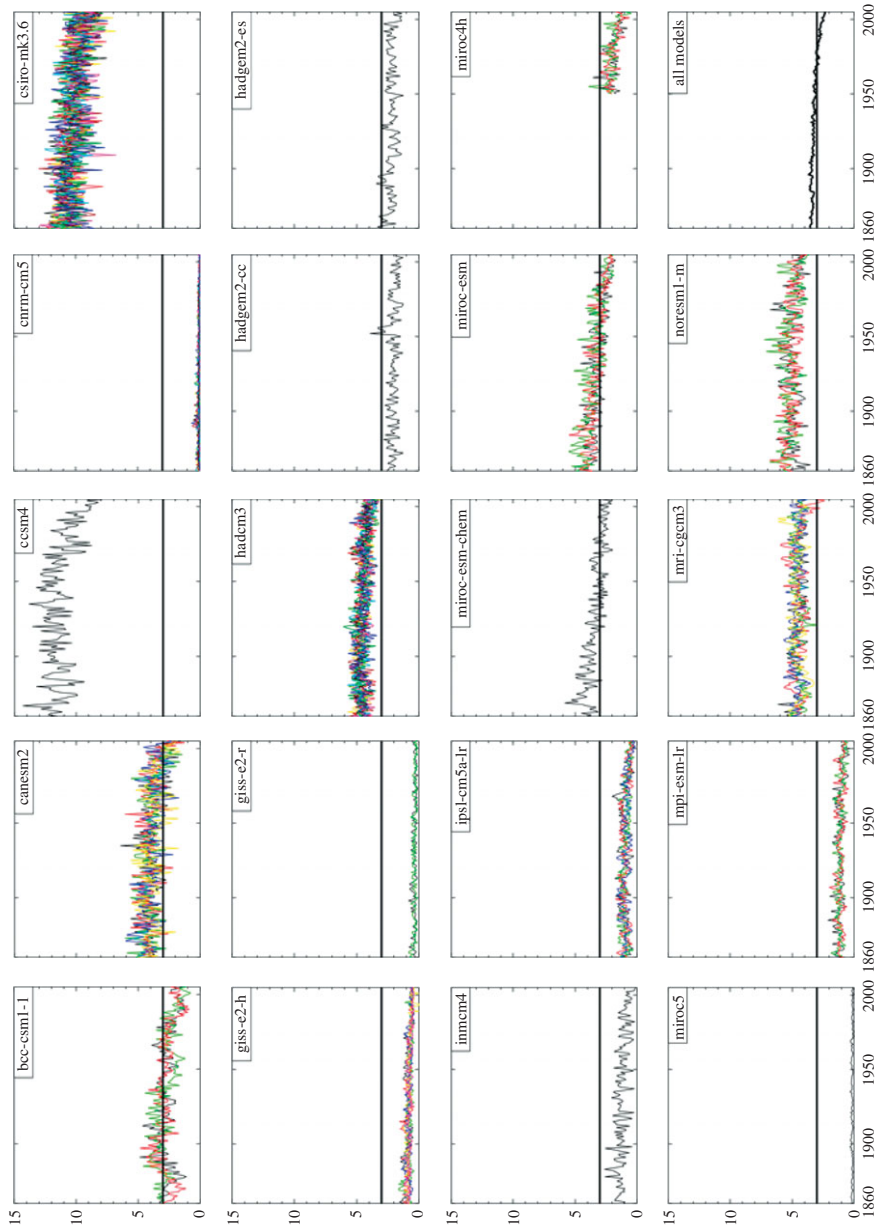 15
bcc-csm1-1
canesm2
ccsm4
cnrm-cm5
csiro-mk3.6
10
5
0
15
giss-e2-h
giss-e2-r
hadcm3
hadgem2-cc
hadgem2-es
10
5
0
15
inmcm4
ipsl-cm5a-lr
miroc-esm-chem
miroc-esm
miroc4h
10
5
0
15
miroc5
mpi-esm-lr
mri-cgcm3
noresm1-m
all models
10
5
0
1860 1900 1950 2000 1860 1900 1950 2000 1860 1900 1950 2000 1860 1900 1950 2000 1860 1900 1950 2000